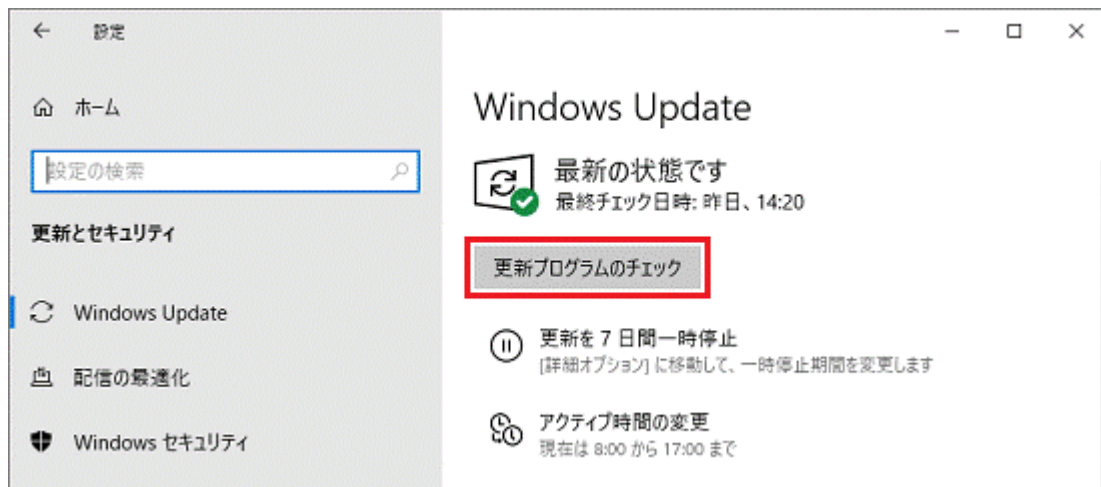 設定
ホーム
設定の検索
更新とセキュリティ
Windows Update
配信の最適化
Windows セキュリティ
Windows Update
最新の状態です
最終チェック日時: 昨日、14:20
更新プログラムのチェック
更新を 7 日間一時停止
[詳細オプション] に移動して、一時停止期間を変更します
アクティブ時間の変更
現在は 8:00 から 17:00 まで